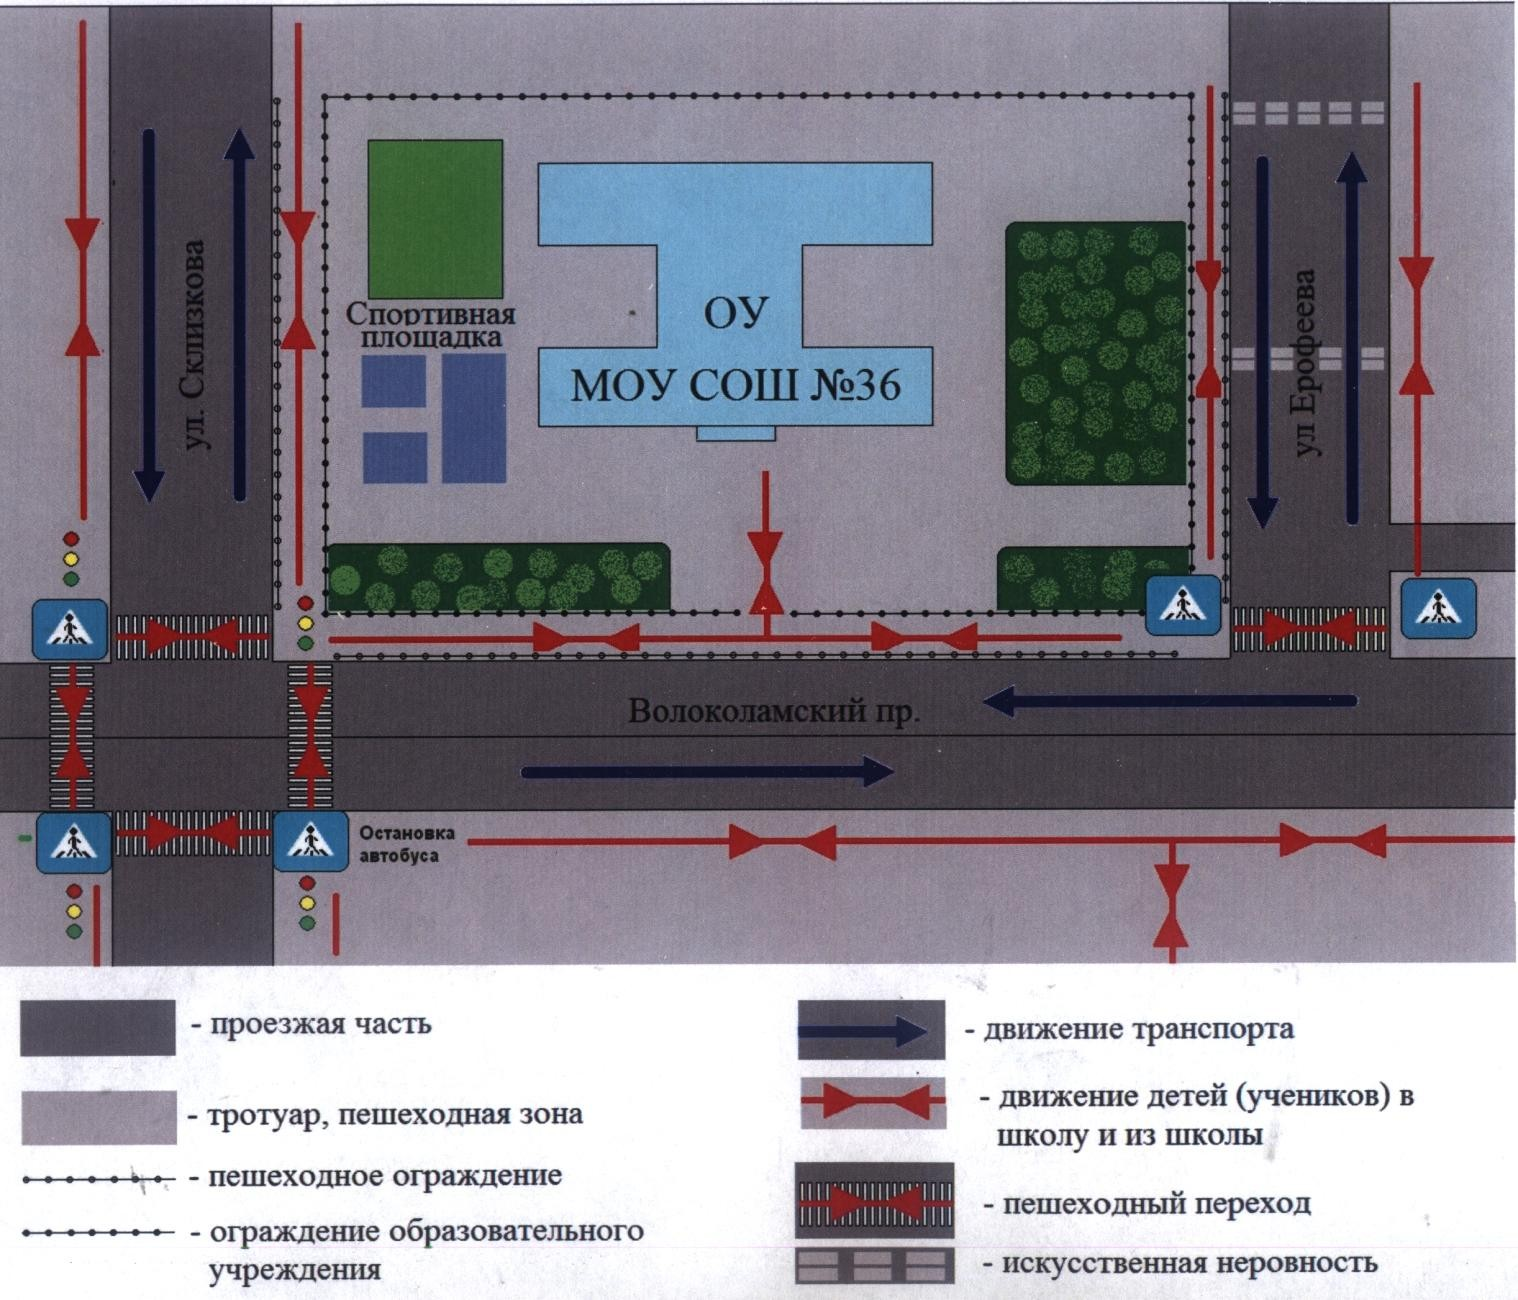 ул. Склизкова
Спортивная
площадка
ОУ
МОУ СОШ №36
ул Ерофеева
Волоколамский пр.
Остановка
автобуса
- проезжая часть
- тротуар, пешеходная зона
- пешеходное ограждение
- ограждение образовательного
учреждения
- движение транспорта
- движение детей (учеников) в
школу и из школы
- пешеходный переход
- искусственная неровность